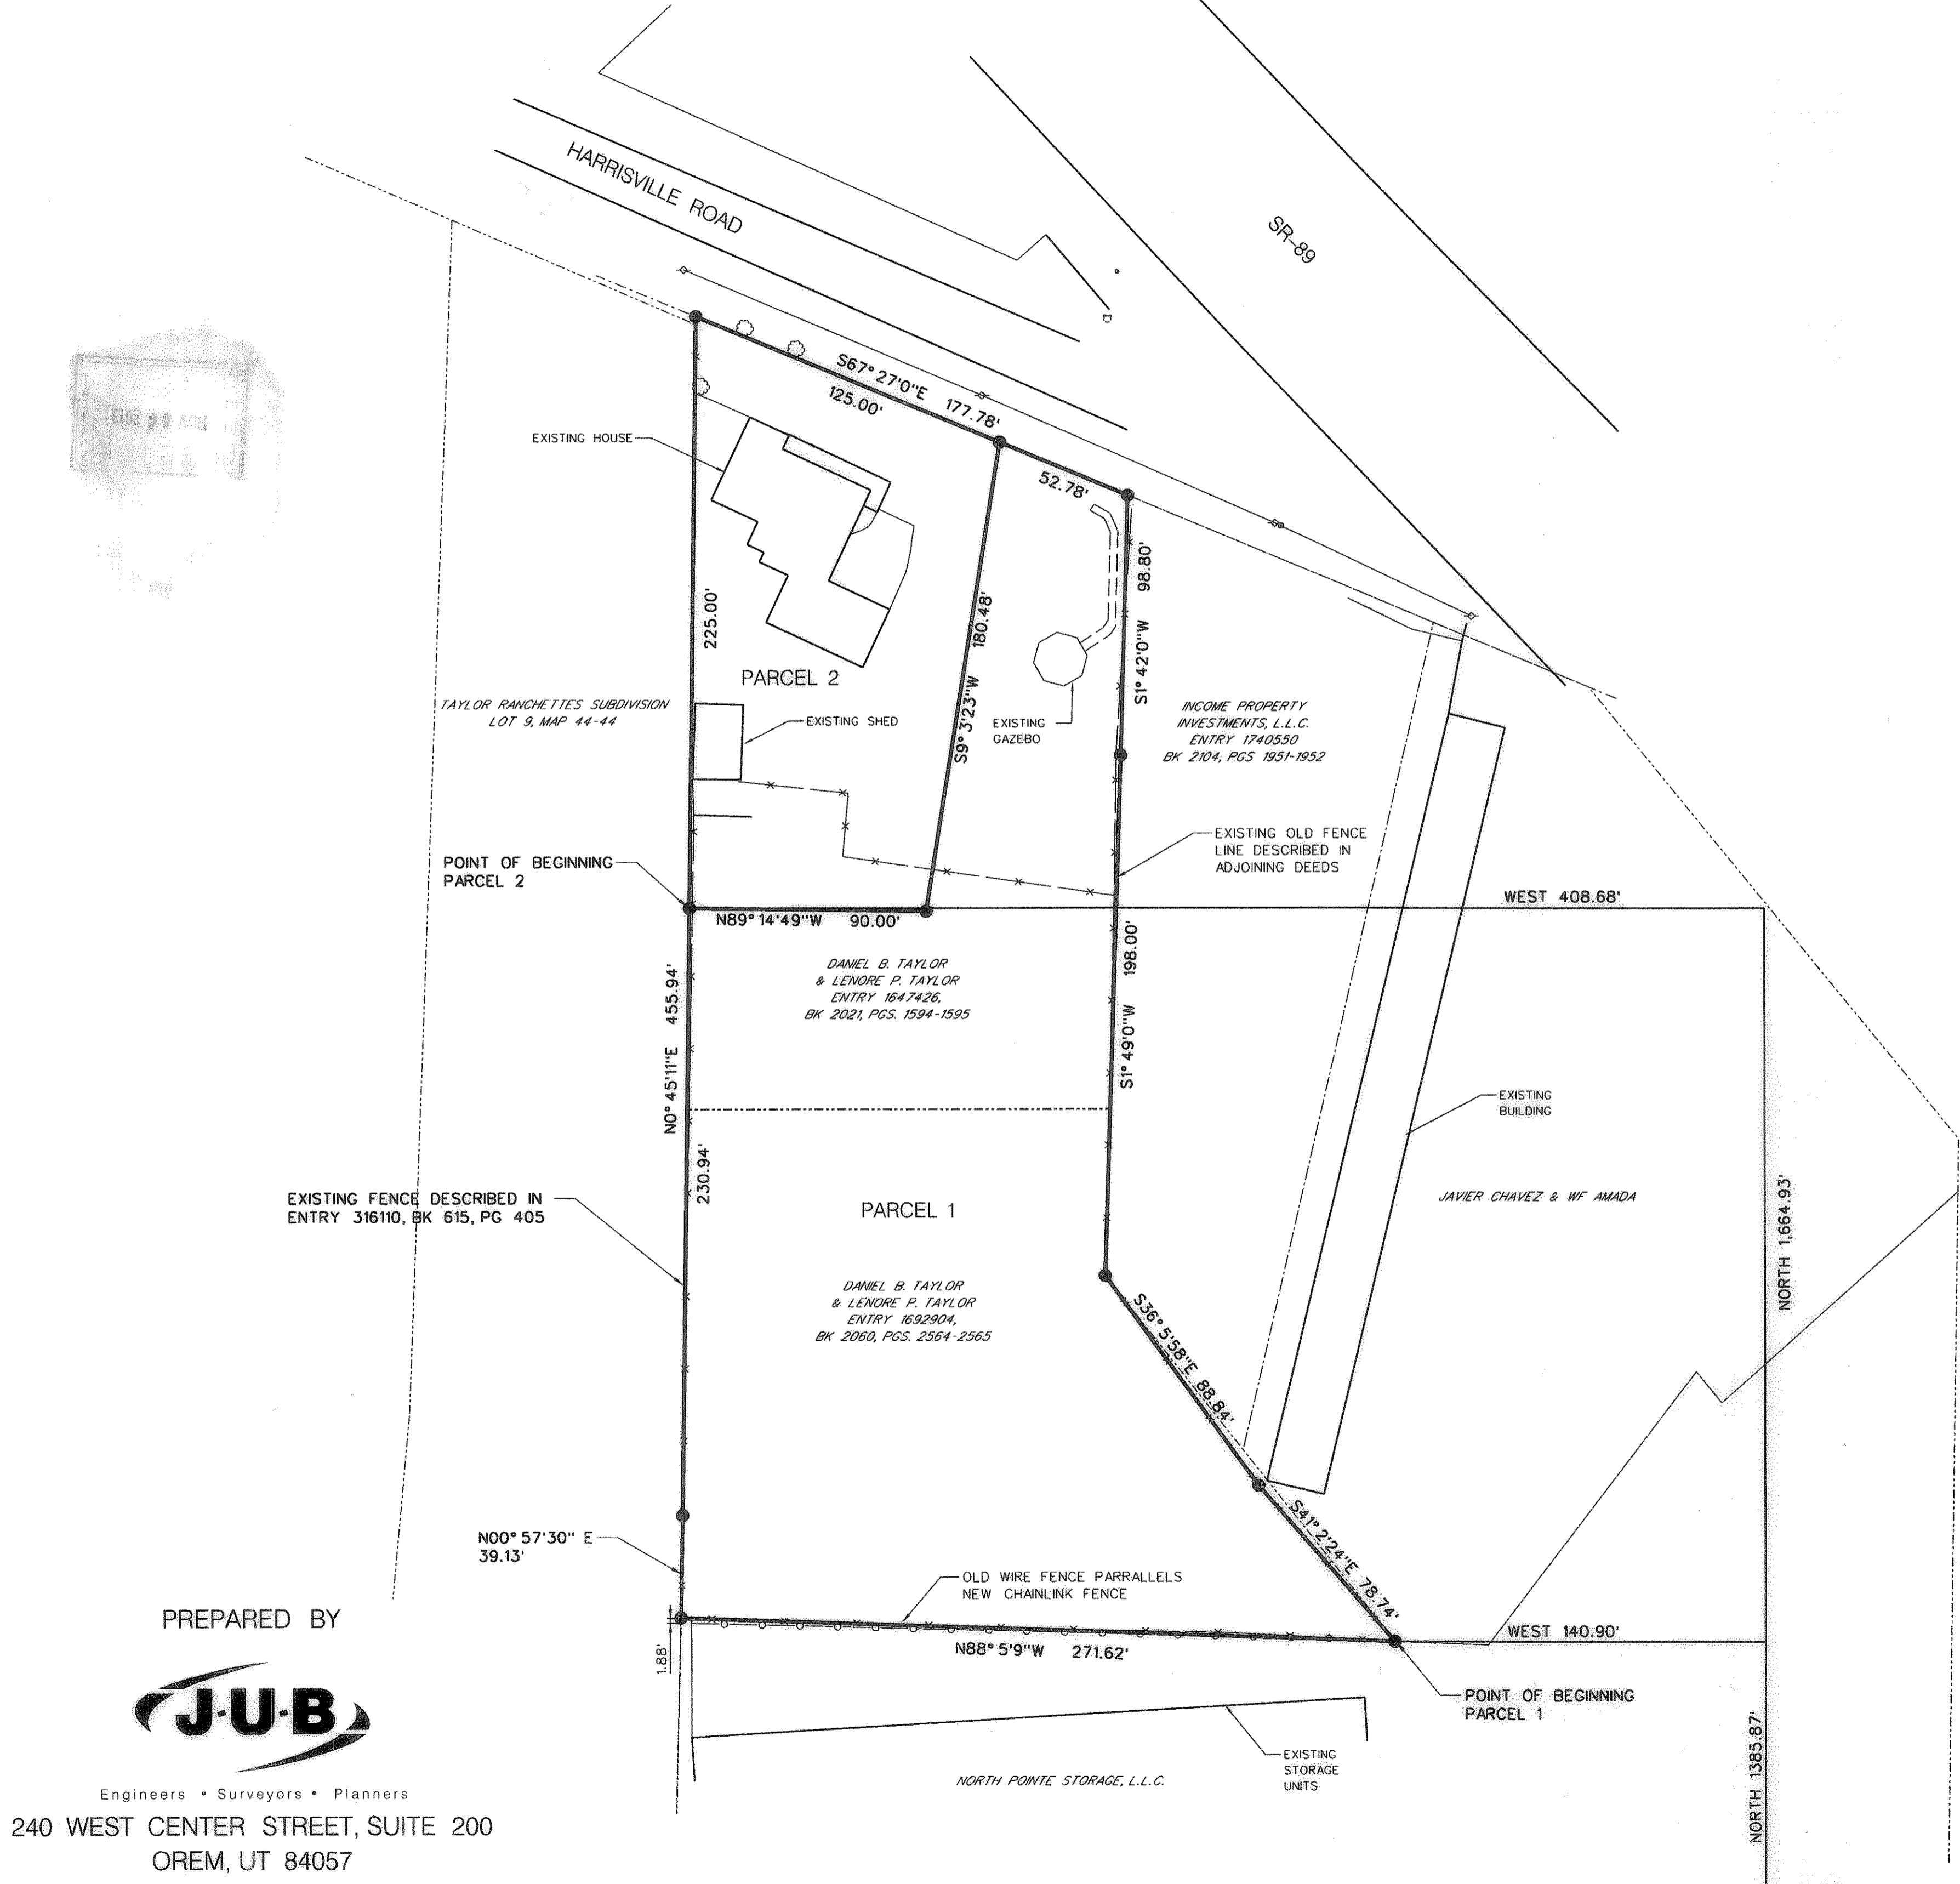 HARRISVILLE ROAD
SR-89
S67° 27'0"E 177.78'
125.00'
52.78'
EXISTING HOUSE
225.00'
180.48'
S9° 3'23"W
98.80'
S1° 42'0"W
PARCEL 2
TAYLOR RANCHETTES SUBDIVISION
LOT 9, MAP 44-44
EXISTING SHED
EXISTING
GAZEBO
INCOME PROPERTY
INVESTMENTS, L.L.C.
ENTRY 1740550
BK 2104, PGS 1951-1952
EXISTING OLD FENCE
LINE DESCRIBED IN
ADJOINING DEEDS
POINT OF BEGINNING
PARCEL 2
N89° 14'49"W 90.00'
WEST 408.68'
DANIEL B. TAYLOR
& LENORE P. TAYLOR
ENTRY 1647426,
BK 2021, PGS. 1594-1595
N0° 45'11"E 455.94'
198.00'
S1° 49'0"W
230.94'
EXISTING
BUILDING
EXISTING FENCE DESCRIBED IN
ENTRY 316110, BK 615, PG 405
PARCEL 1
JAVIER CHAVEZ & WF AMADA
NORTH 1,664.93'
DANIEL B. TAYLOR
& LENORE P. TAYLOR
ENTRY 1692904,
BK 2060, PGS. 2564-2565
S36° 5'58"E 88.84'
S41° 2'24"E 78.74'
N00° 57'30" E
39.13'
OLD WIRE FENCE PARRALLELS
NEW CHAINLINK FENCE
WEST 140.90'
1.88'
N88° 5'9"W 271.62'
POINT OF BEGINNING
PARCEL 1
NORTH 1385.87'
EXISTING
STORAGE
UNITS
NORTH POINTE STORAGE, L.L.C.
PREPARED BY
J·U·B
Engineers • Surveyors • Planners
240 WEST CENTER STREET, SUITE 200
OREM, UT 84057
NOV 06 2013